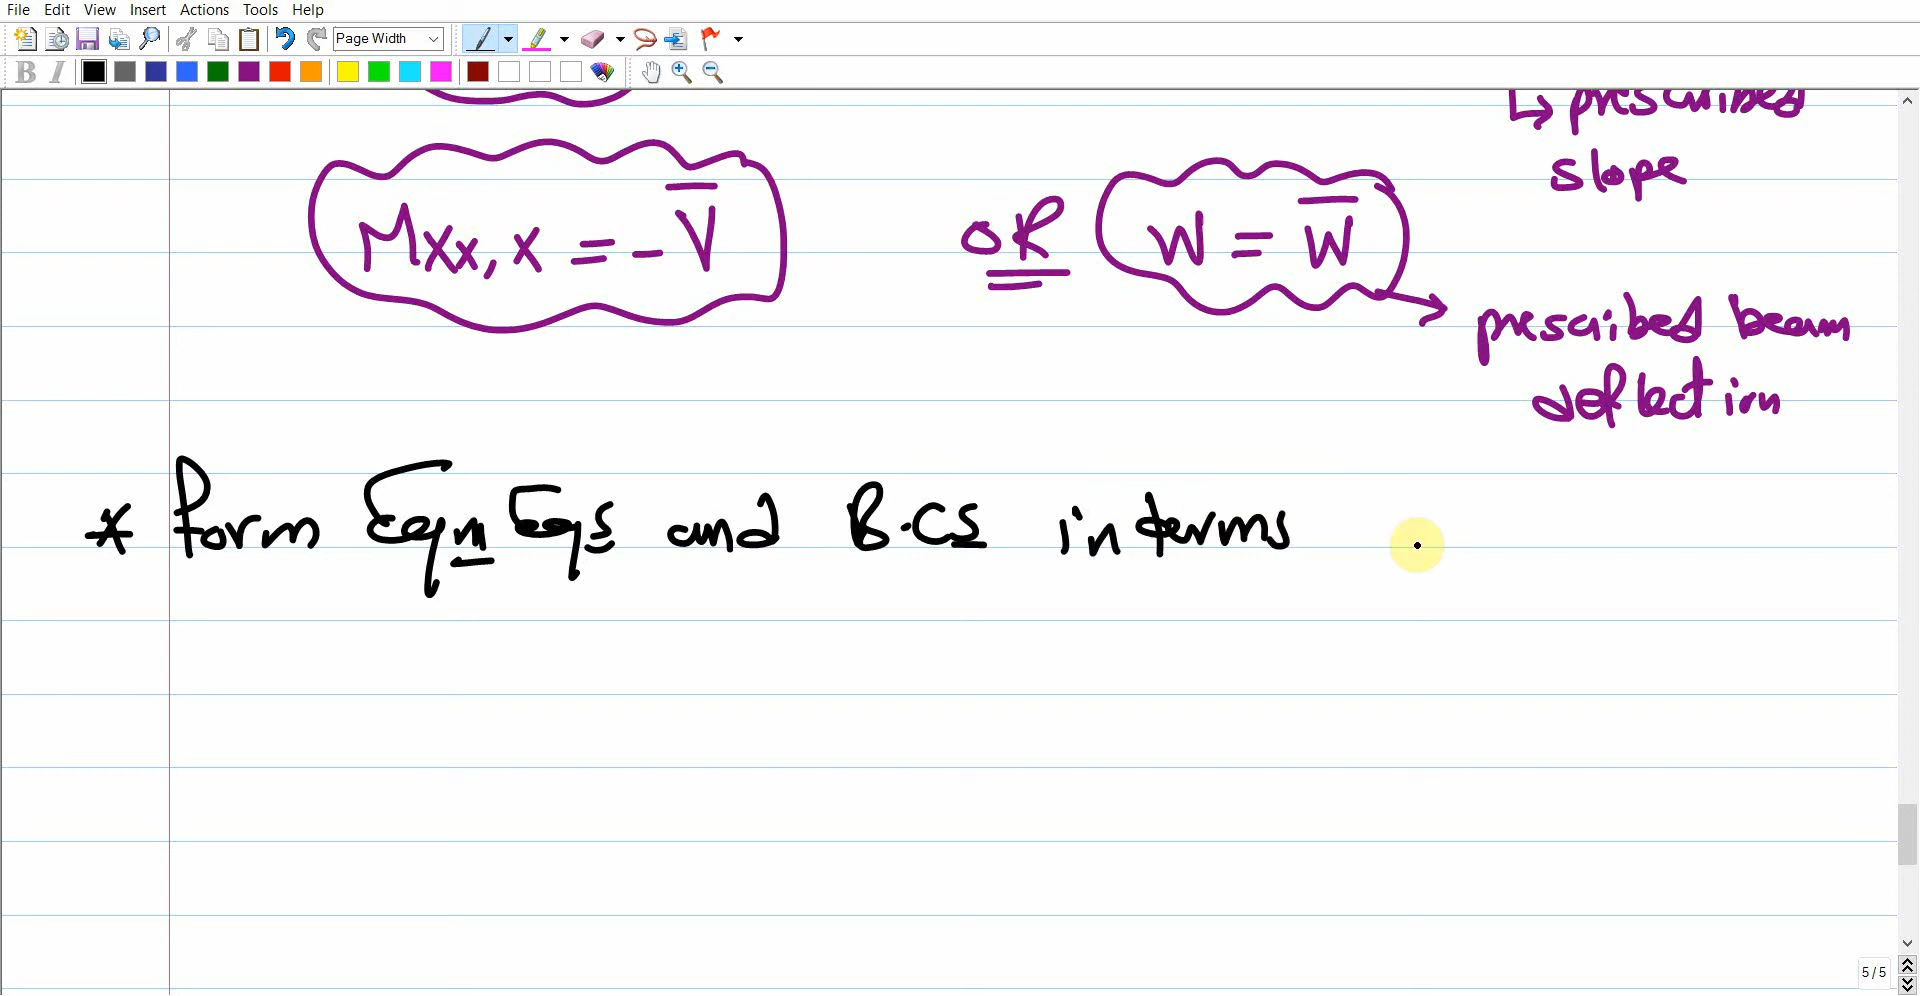 File Edit View Insert Actions Tools Help
Page Width
B I
↳ prescribed
slope
Mxx,x = -V̅ OR W = W̅
prescribed beam
deflection
* Form Eqm Eqs and B.Cs in terms
5/5